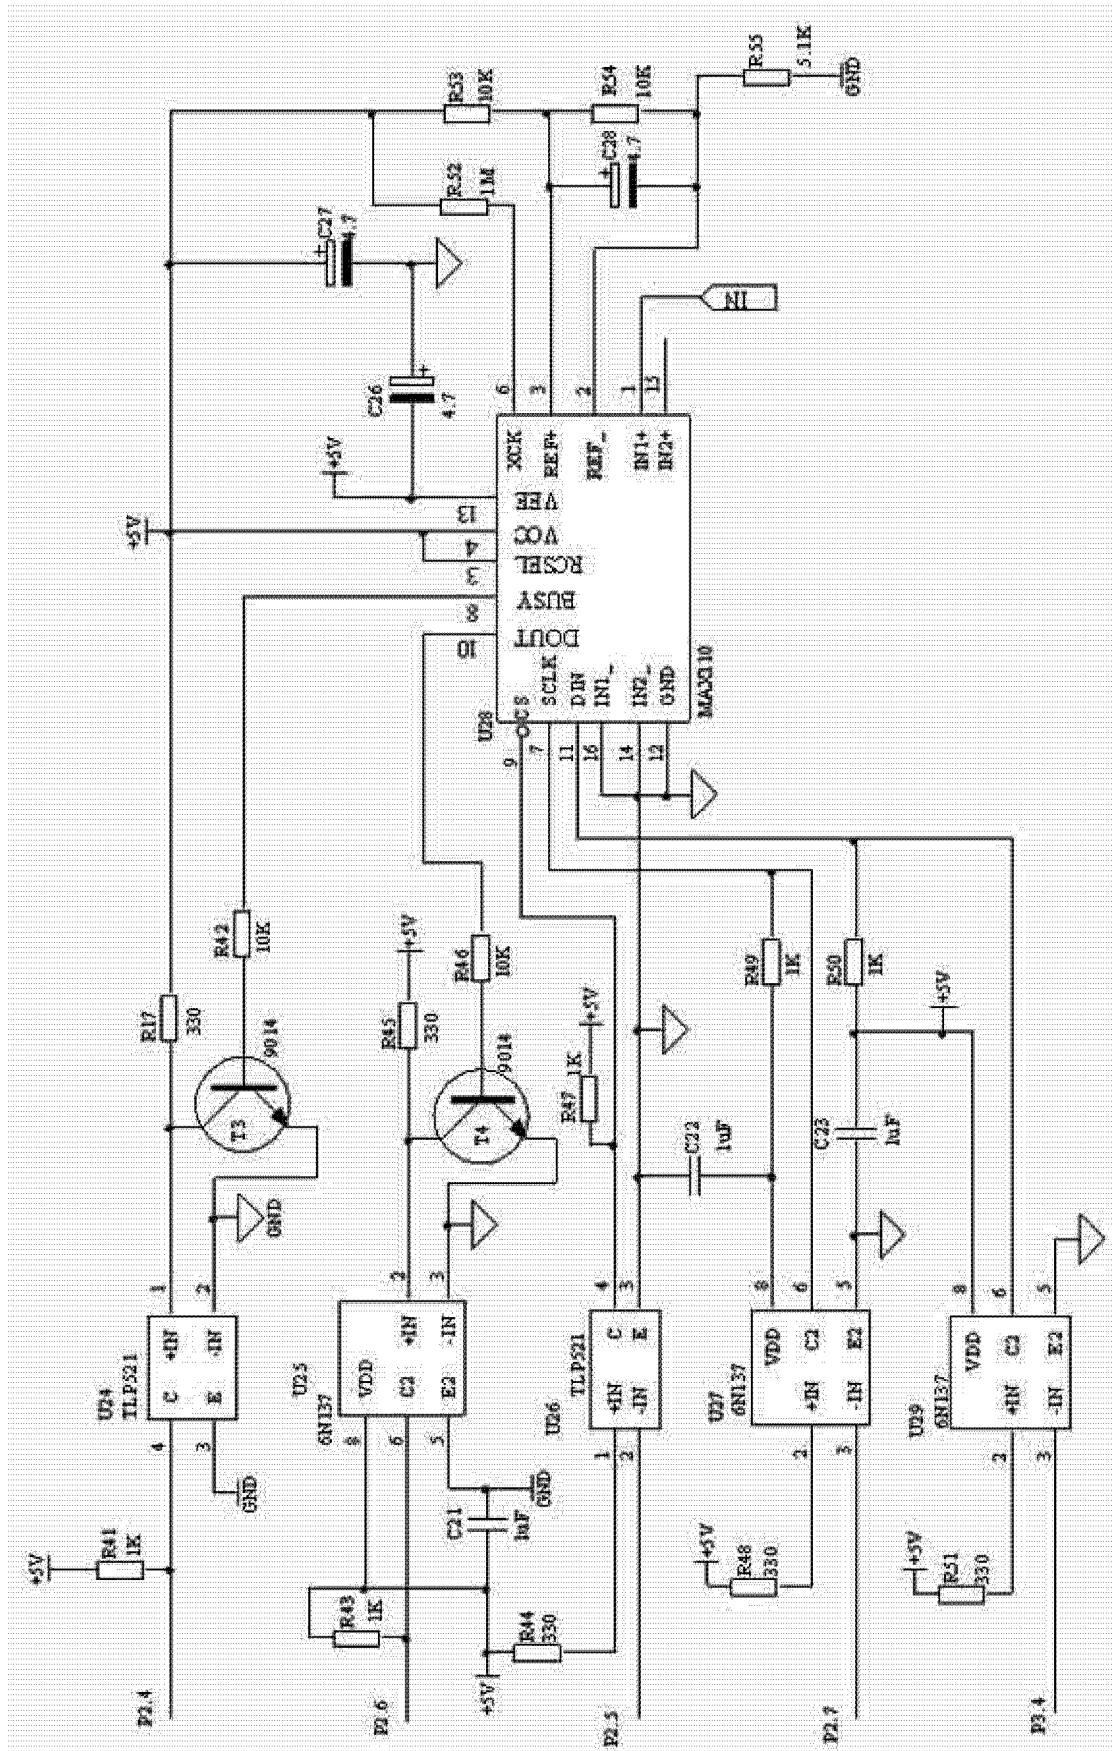 R55
5.1K
GND
R53
10K
R54
10K
C28
+
4.7
R52
1M
C27
+
4.7
IN
C26
+
4.7
6
3
2
1
13
+5V
+5V
XCK
REF+
REF_
IN1+
IN2+
VEE
13
VCC
4
RCSEL
BUSY
8
DOUT
10
U28
CS
SCLK
DIN
IN1_
IN2_
GND
MAX110
9
7
11
16
14
12
R42
10K
R17
330
9014
T3
GND
+5V
R45
330
R46
10K
9014
T4
+5V
R47
1K
R49
1K
R50
1K
+5V
C22
1uF
C23
1uF
1
2
U24
TLP521
+IN
-IN
C
E
4
3
GND
+5V
R41
1K
P2.4
2
3
U25
6N137
VDD
+IN
C2
-IN
E2
8
6
5
C21
1uF
GND
R43
1K
+5V
P2.6
R44
330
4
3
TLP521
U26
C
E
+IN
-IN
1
2
P2.5
8
6
5
U27
6N137
VDD
C2
E2
+IN
-IN
2
3
+5V
R48
330
P2.7
8
6
5
U29
6N137
VDD
C2
E2
+IN
-IN
2
3
+5V
R51
330
P3.4